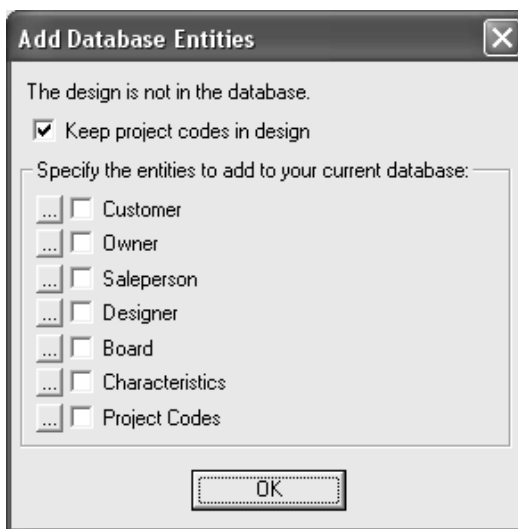 Add Database Entities
The design is not in the database.
Keep project codes in design
Specify the entities to add to your current database:
... Customer
... Owner
... Saleperson
... Designer
... Board
... Characteristics
... Project Codes
OK